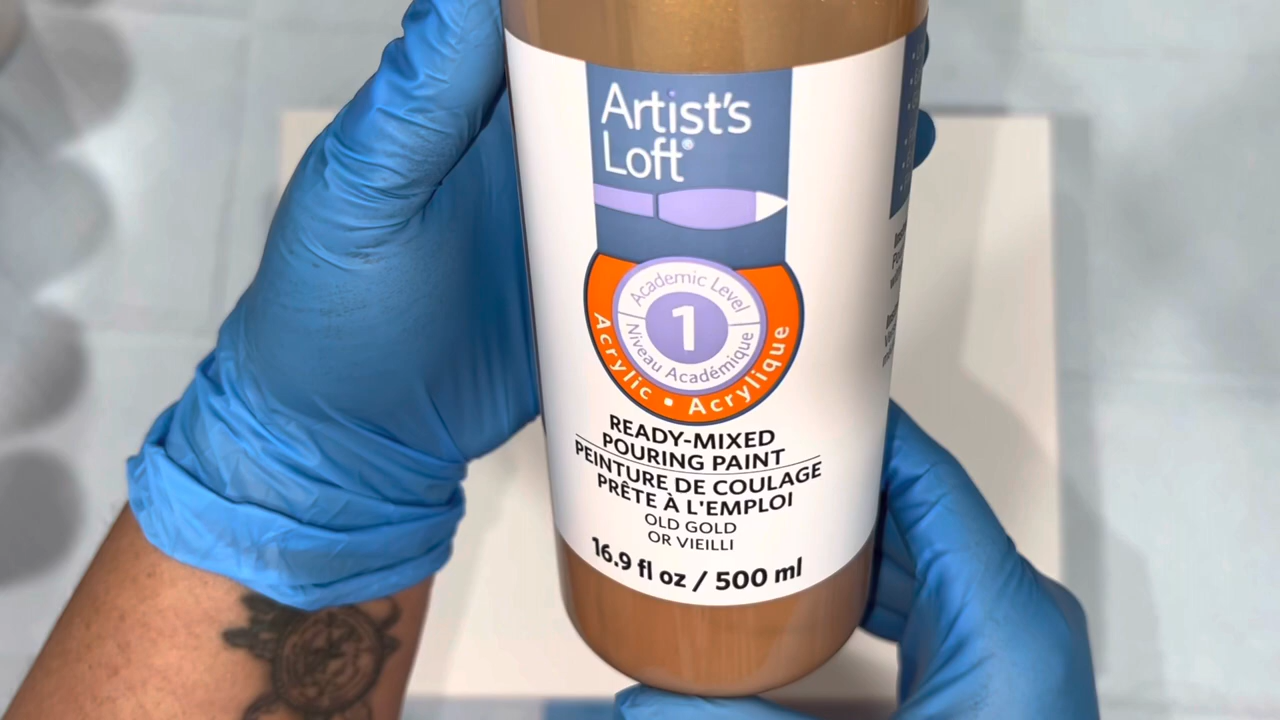 Artist's
Loft®
Academic Level
1
Niveau Académique
Acrylic • Acrylique
READY-MIXED
POURING PAINT
PEINTURE DE COULAGE
PRÊTE À L'EMPLOI
OLD GOLD
OR VIEILLI
16.9 fl oz / 500 ml